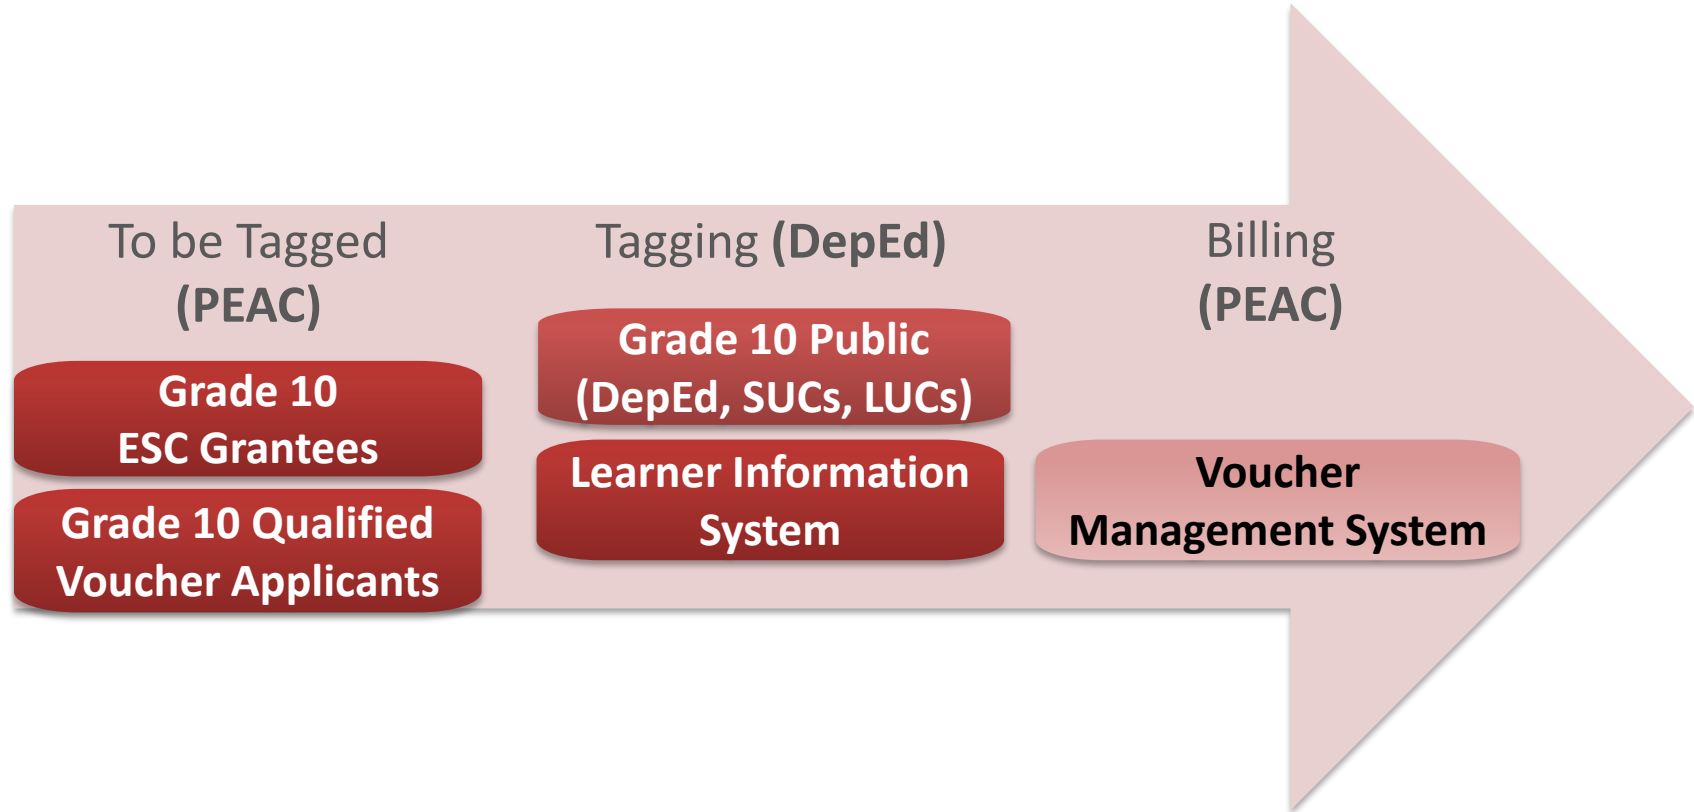 To be Tagged
(PEAC)
Grade 10
ESC Grantees
Grade 10 Qualified
Voucher Applicants
Tagging (DepEd)
Grade 10 Public
(DepEd, SUCs, LUCs)
Learner Information
System
Billing
(PEAC)
Voucher
Management System